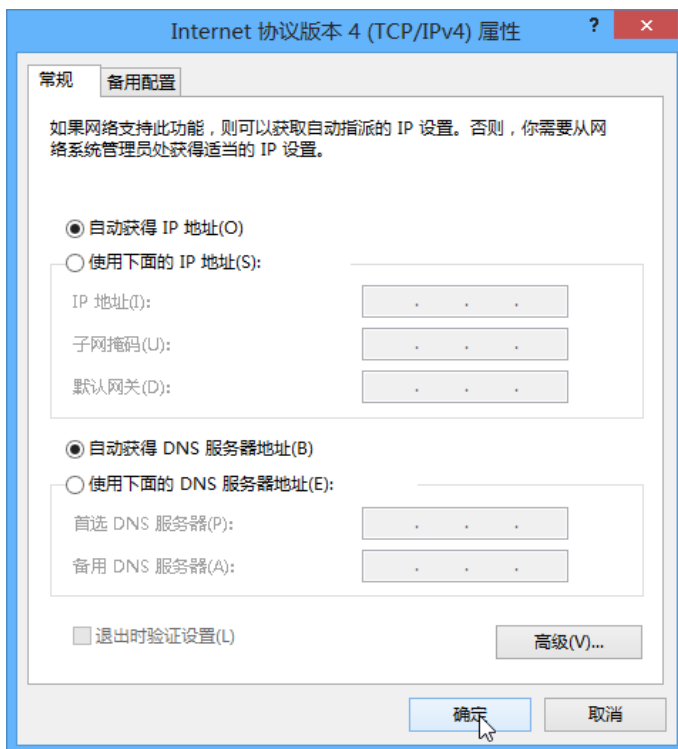 Internet 协议版本 4 (TCP/IPv4) 属性
?
×
常规
备用配置
如果网络支持此功能，则可以获取自动指派的 IP 设置。否则，你需要从网
络系统管理员处获得适当的 IP 设置。
自动获得 IP 地址(O)
使用下面的 IP 地址(S):
IP 地址(I):
子网掩码(U):
默认网关(D):
自动获得 DNS 服务器地址(B)
使用下面的 DNS 服务器地址(E):
首选 DNS 服务器(P):
备用 DNS 服务器(A):
退出时验证设置(L)
高级(V)...
确定
取消